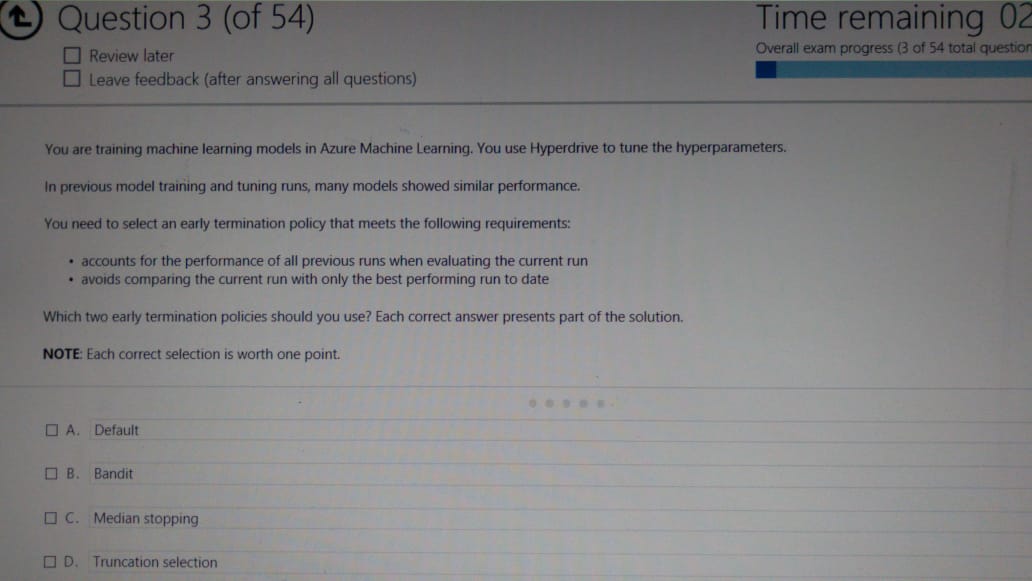 Question 3 (of 54)
Time remaining 02
Review later
Overall exam progress (3 of 54 total question
Leave feedback (after answering all questions)
You are training machine learning models in Azure Machine Learning. You use Hyperdrive to tune the hyperparameters.
In previous model training and tuning runs, many models showed similar performance.
You need to select an early termination policy that meets the following requirements:
• accounts for the performance of all previous runs when evaluating the current run
• avoids comparing the current run with only the best performing run to date
Which two early termination policies should you use? Each correct answer presents part of the solution.
NOTE: Each correct selection is worth one point.
A. Default
B. Bandit
C. Median stopping
D. Truncation selection